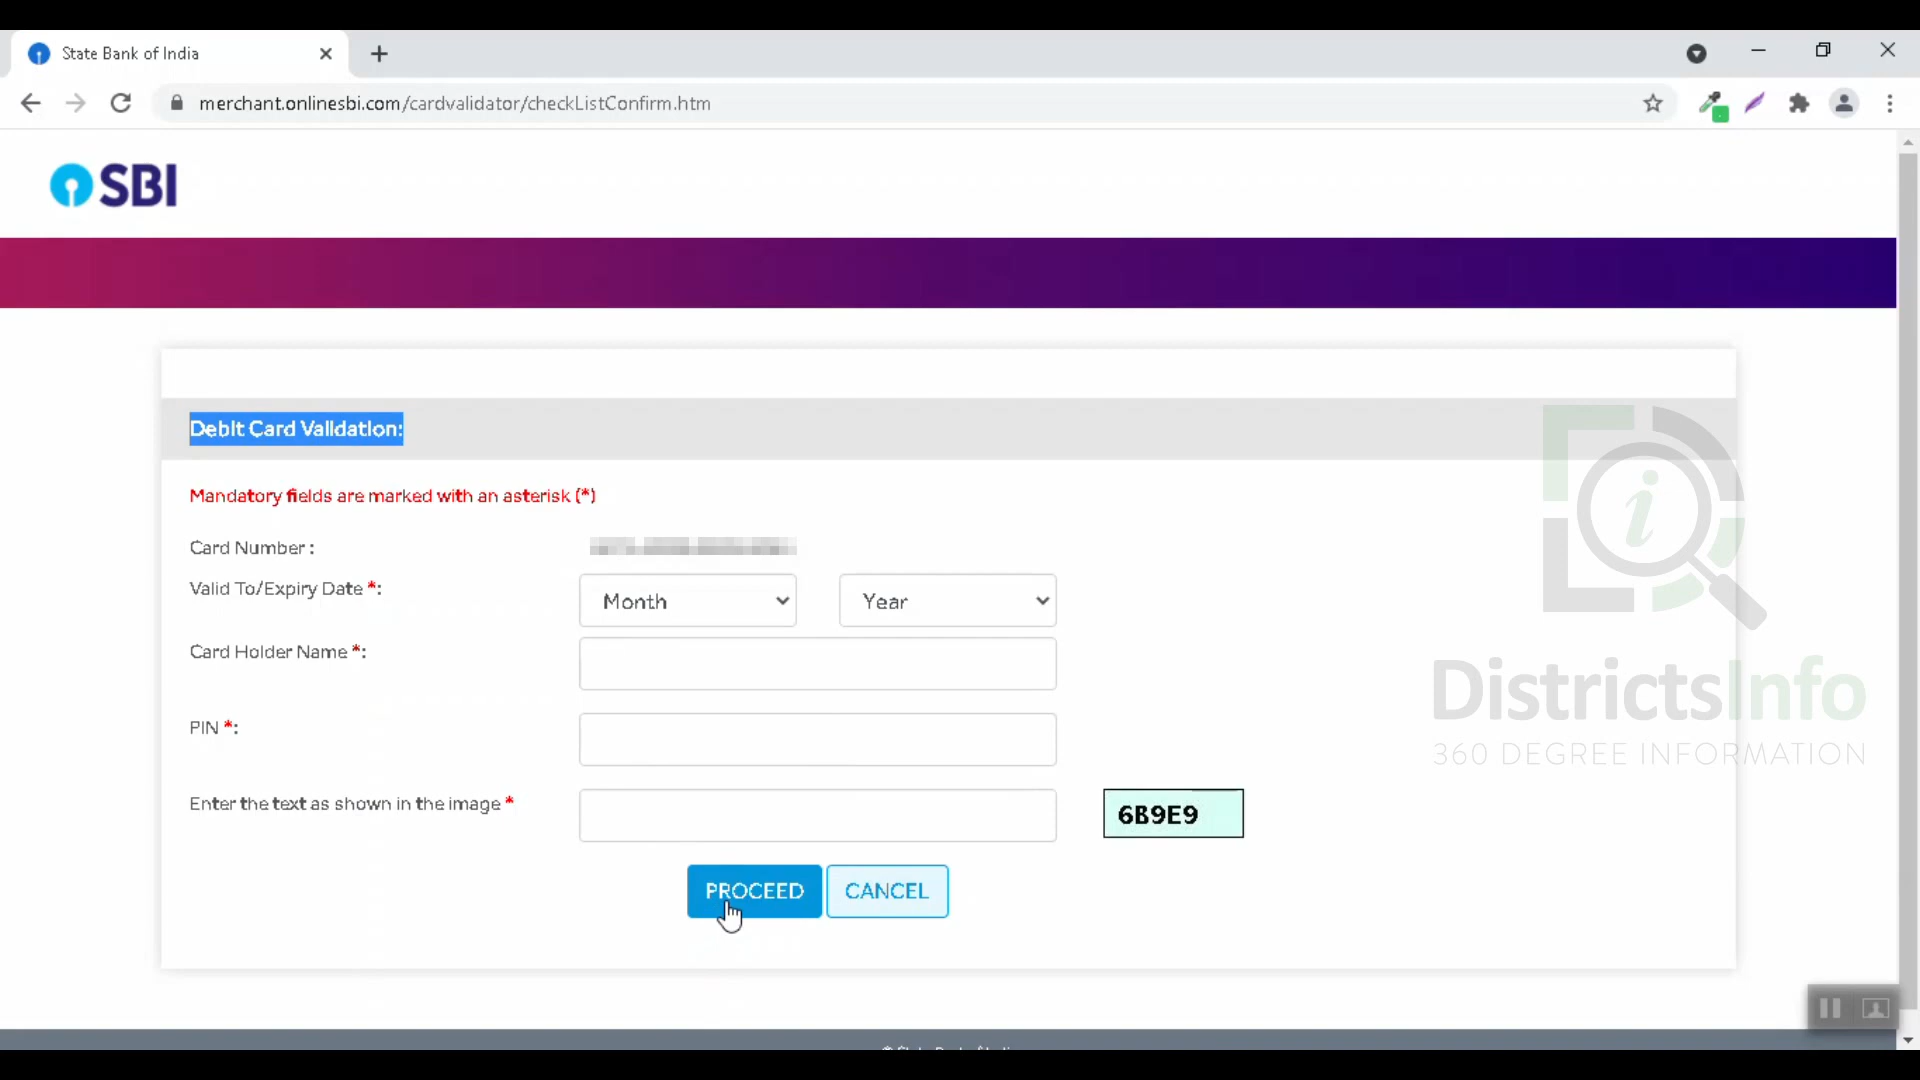 State Bank of India
merchant.onlinesbi.com/cardvalidator/checkListConfirm.htm
SBI
Debit Card Validation:
Mandatory fields are marked with an asterisk (*)
Card Number :
Valid To/Expiry Date *:
Month
Year
Card Holder Name *:
PIN *:
Enter the text as shown in the image *
6B9E9
PROCEED
CANCEL
i
DistrictsInfo
360 DEGREE INFORMATION